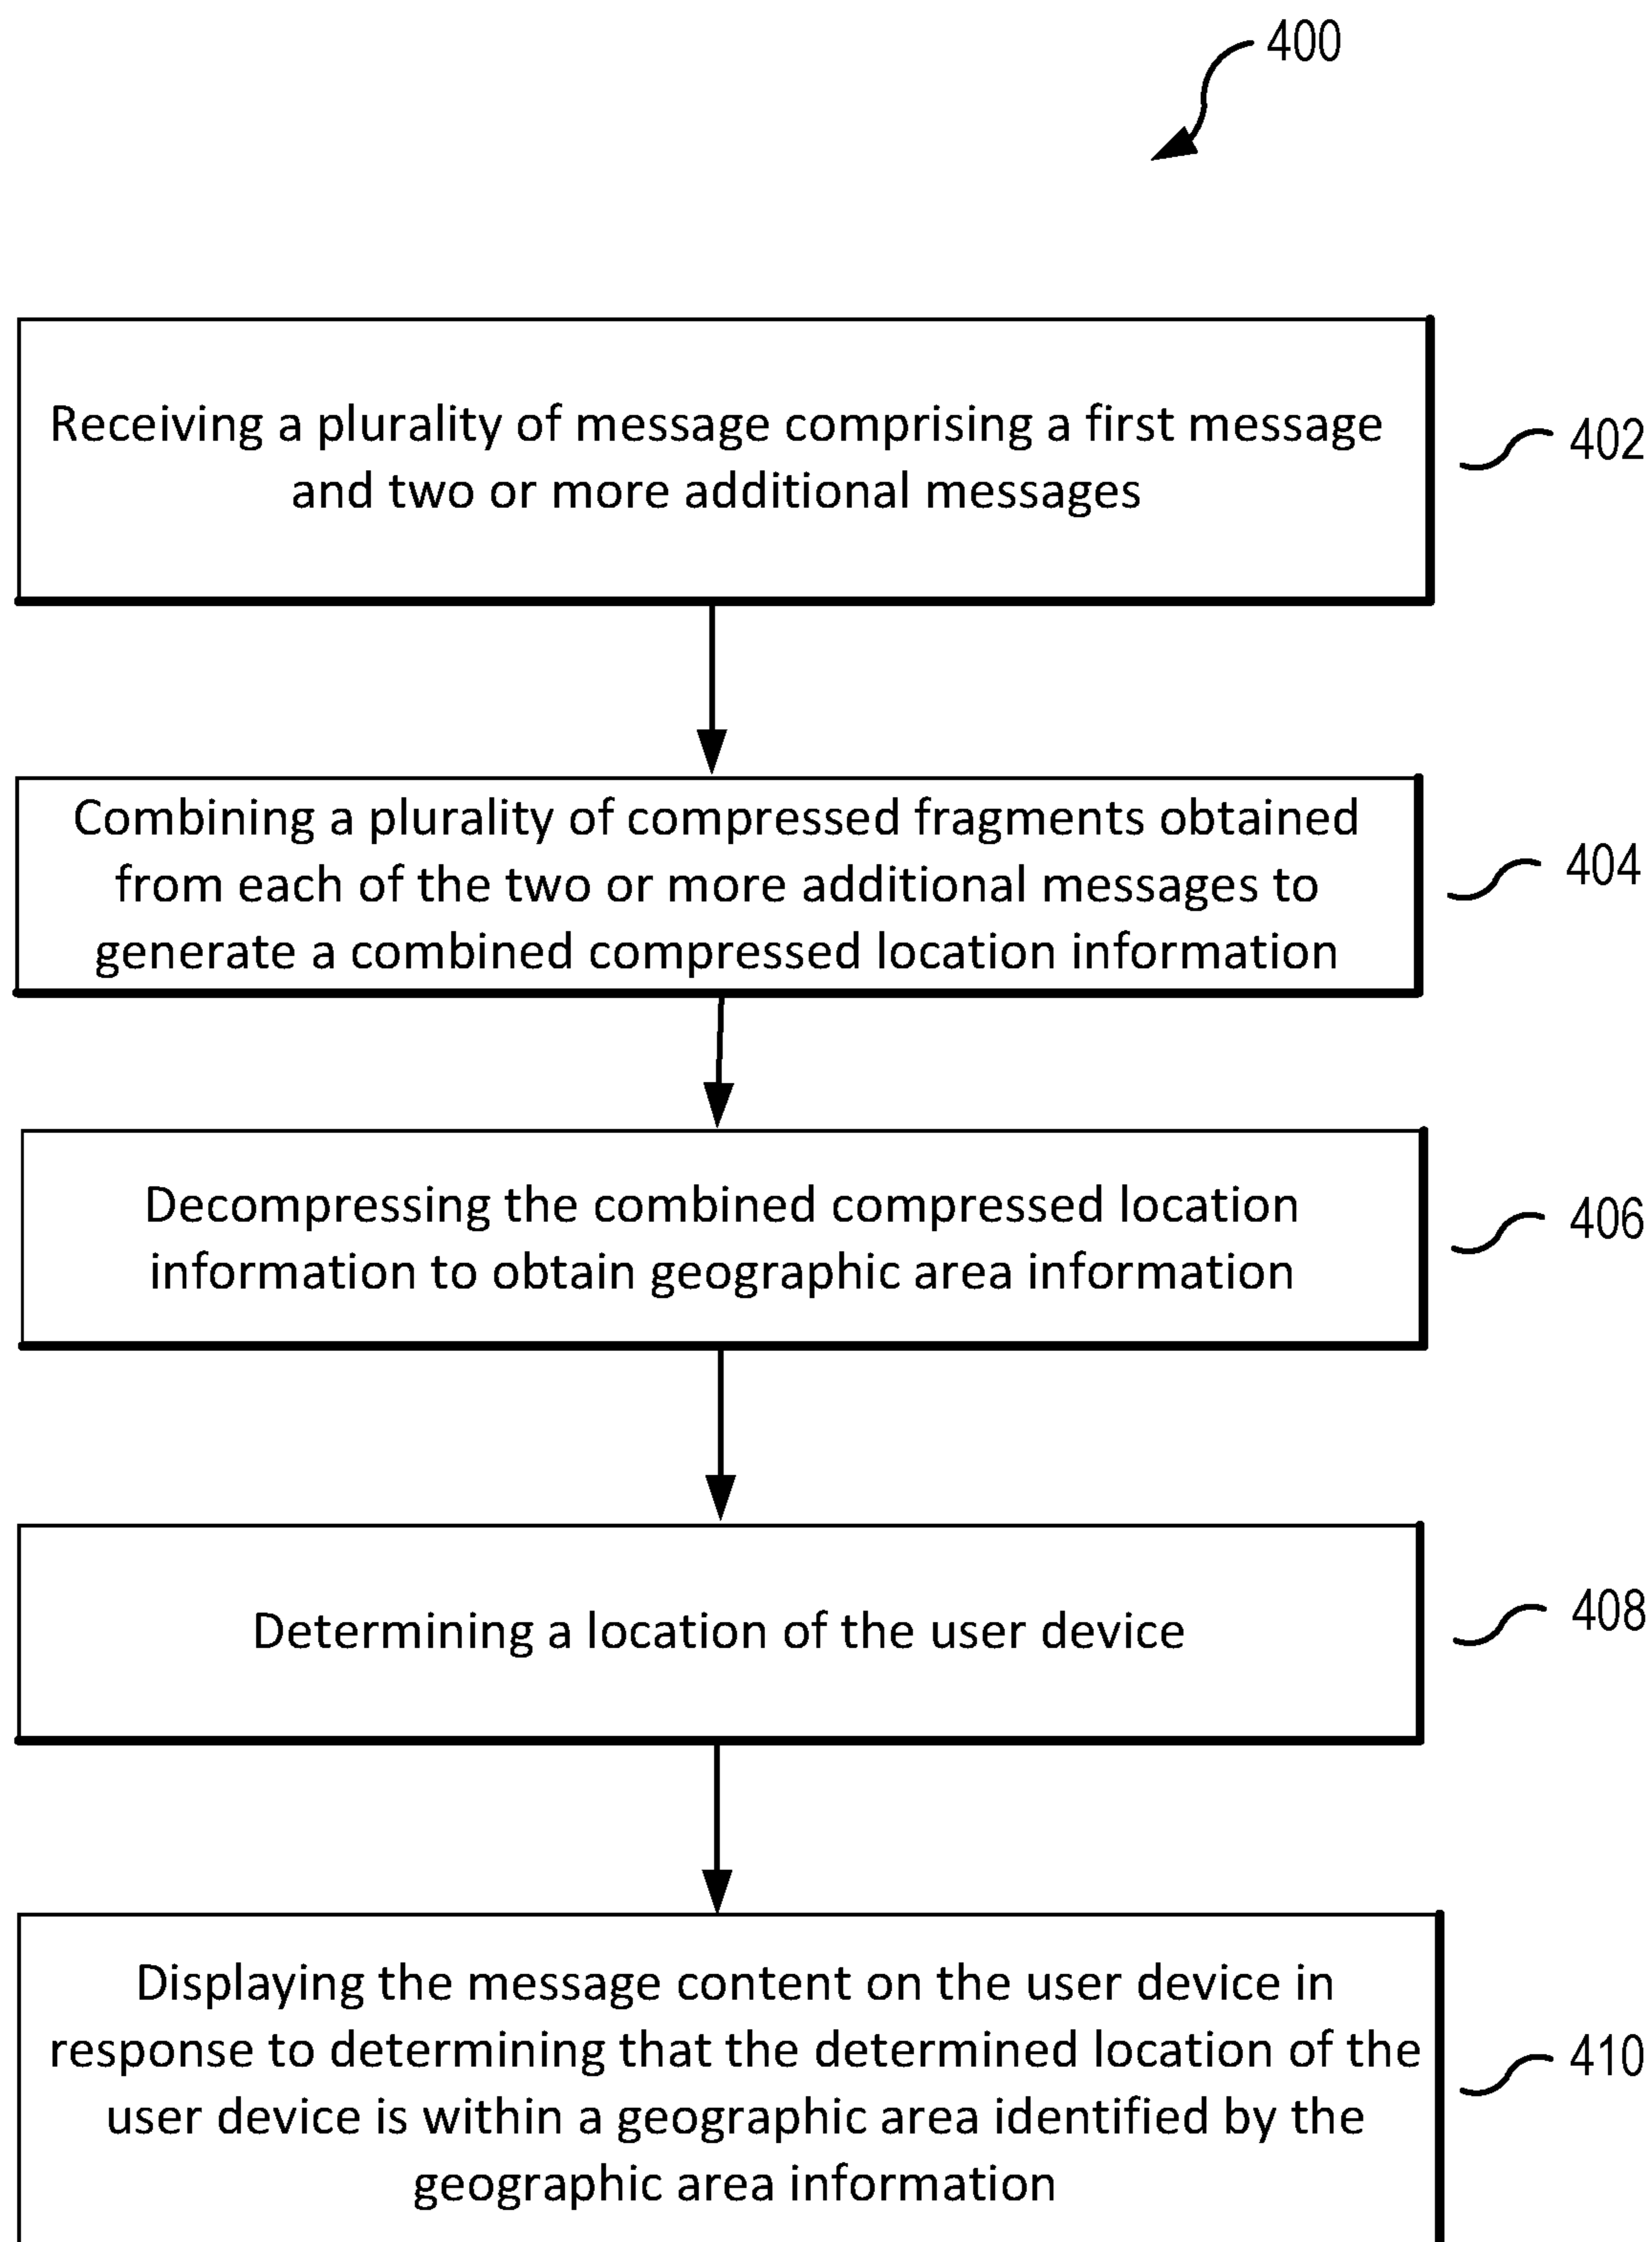 400
Receiving a plurality of message comprising a first message
and two or more additional messages
402
Combining a plurality of compressed fragments obtained
from each of the two or more additional messages to
generate a combined compressed location information
404
Decompressing the combined compressed location
information to obtain geographic area information
406
Determining a location of the user device
408
Displaying the message content on the user device in
response to determining that the determined location of the
user device is within a geographic area identified by the
geographic area information
410